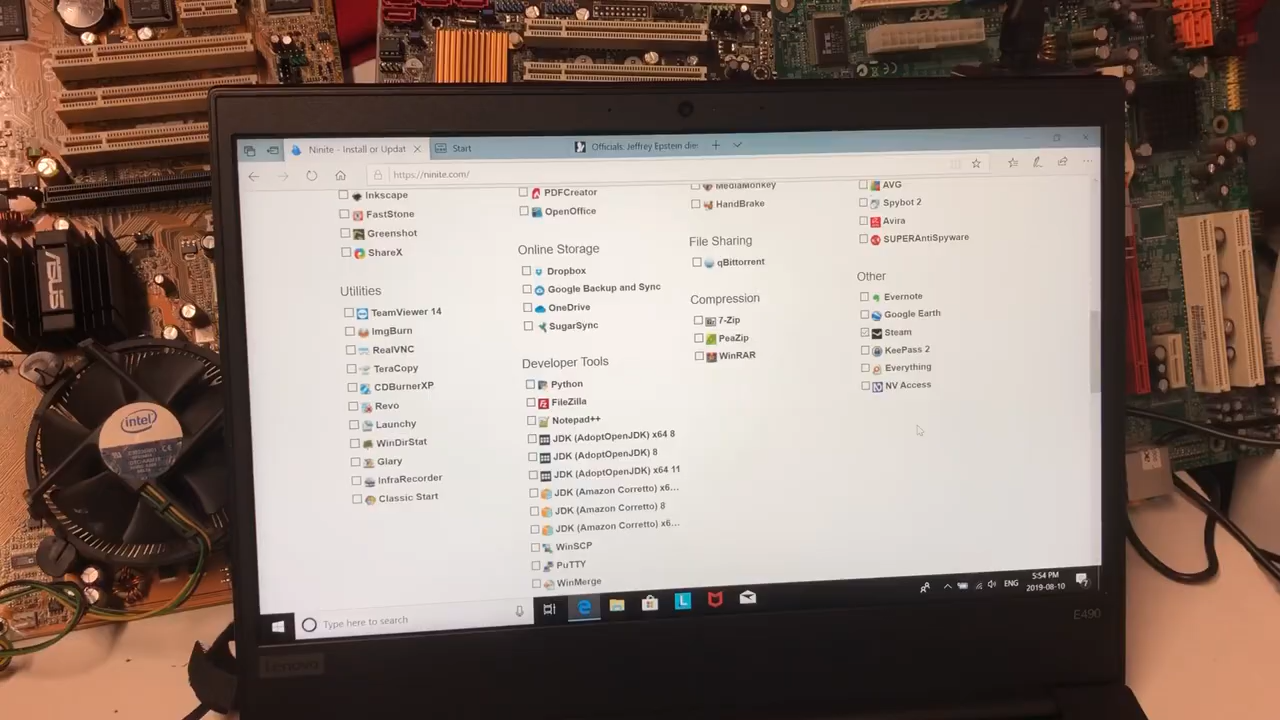 acer
Ninite - Install or Updat
Start
Officials: Jeffrey Epstein die
https://ninite.com/
Inkscape
FastStone
Greenshot
ShareX
Utilities
TeamViewer 14
ImgBurn
RealVNC
TeraCopy
CDBurnerXP
Revo
Launchy
WinDirStat
Glary
InfraRecorder
Classic Start
PDFCreator
OpenOffice
Online Storage
Dropbox
Google Backup and Sync
OneDrive
SugarSync
Developer Tools
Python
FileZilla
Notepad++
JDK (AdoptOpenJDK) x64 8
JDK (AdoptOpenJDK) 8
JDK (AdoptOpenJDK) x64 11
JDK (Amazon Corretto) x6...
JDK (Amazon Corretto) 8
JDK (Amazon Corretto) x6...
WinSCP
PuTTY
WinMerge
MediaMonkey
HandBrake
File Sharing
qBittorrent
Compression
7-Zip
PeaZip
WinRAR
AVG
Spybot 2
Avira
SUPERAntiSpyware
Other
Evernote
Google Earth
Steam
KeePass 2
Everything
NV Access
Type here to search
L
ENG
5:54 PM
2019-08-10
7
E490
Lenovo
ASUS
intel